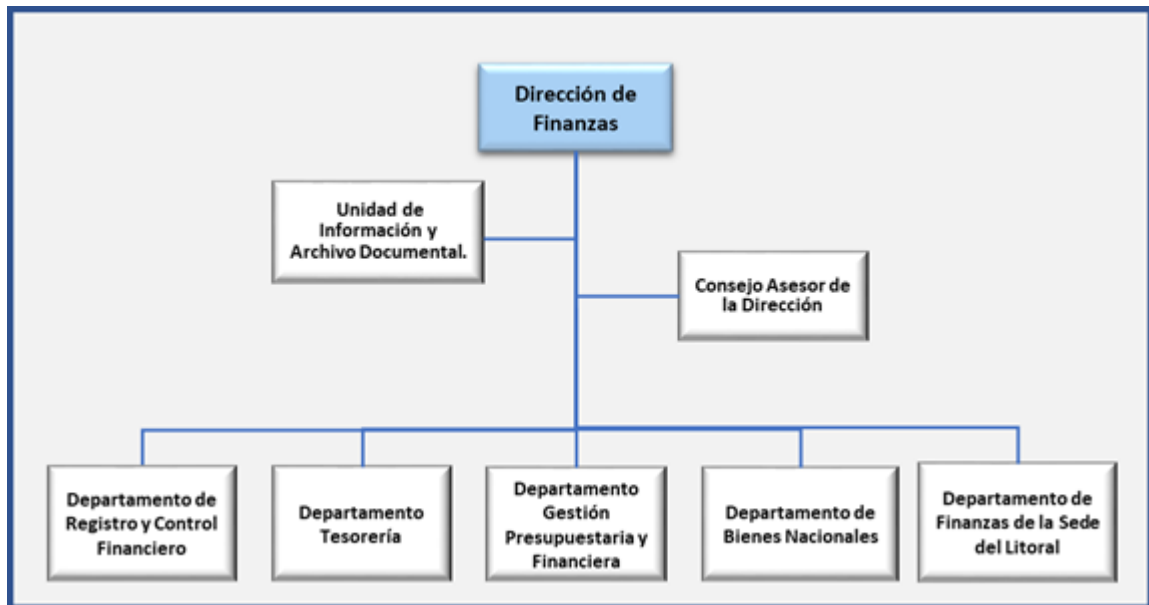 Dirección de
Finanzas
Unidad de
Información y
Archivo Documental.
Consejo Asesor de
la Dirección
Departamento de
Registro y Control
Financiero
Departamento
Tesorería
Departamento
Gestión
Presupuestaria y
Financiera
Departamento de
Bienes Nacionales
Departamento de
Finanzas de la Sede
del Litoral